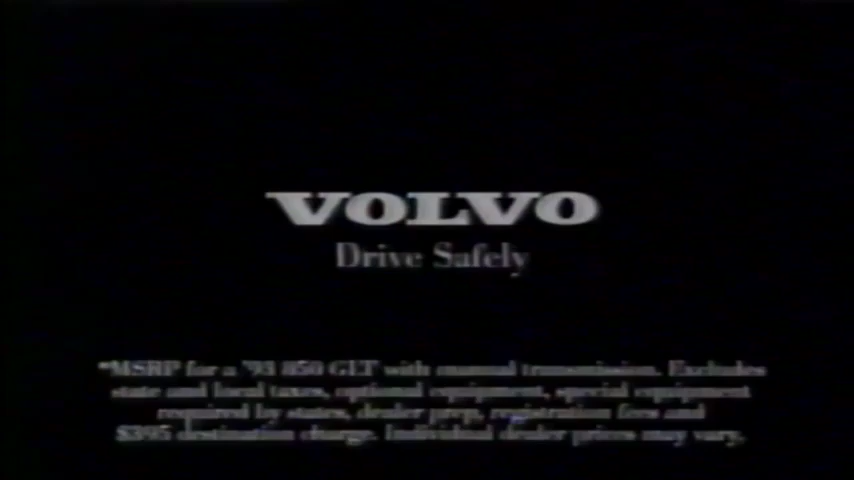 VOLVO
Drive Safely
*MSRP for a '93 850 GLT with manual transmission. Excludes
state and local taxes, optional equipment, special equipment
required by states, dealer prep, registration fees and
$395 destination charge. Individual dealer prices may vary.